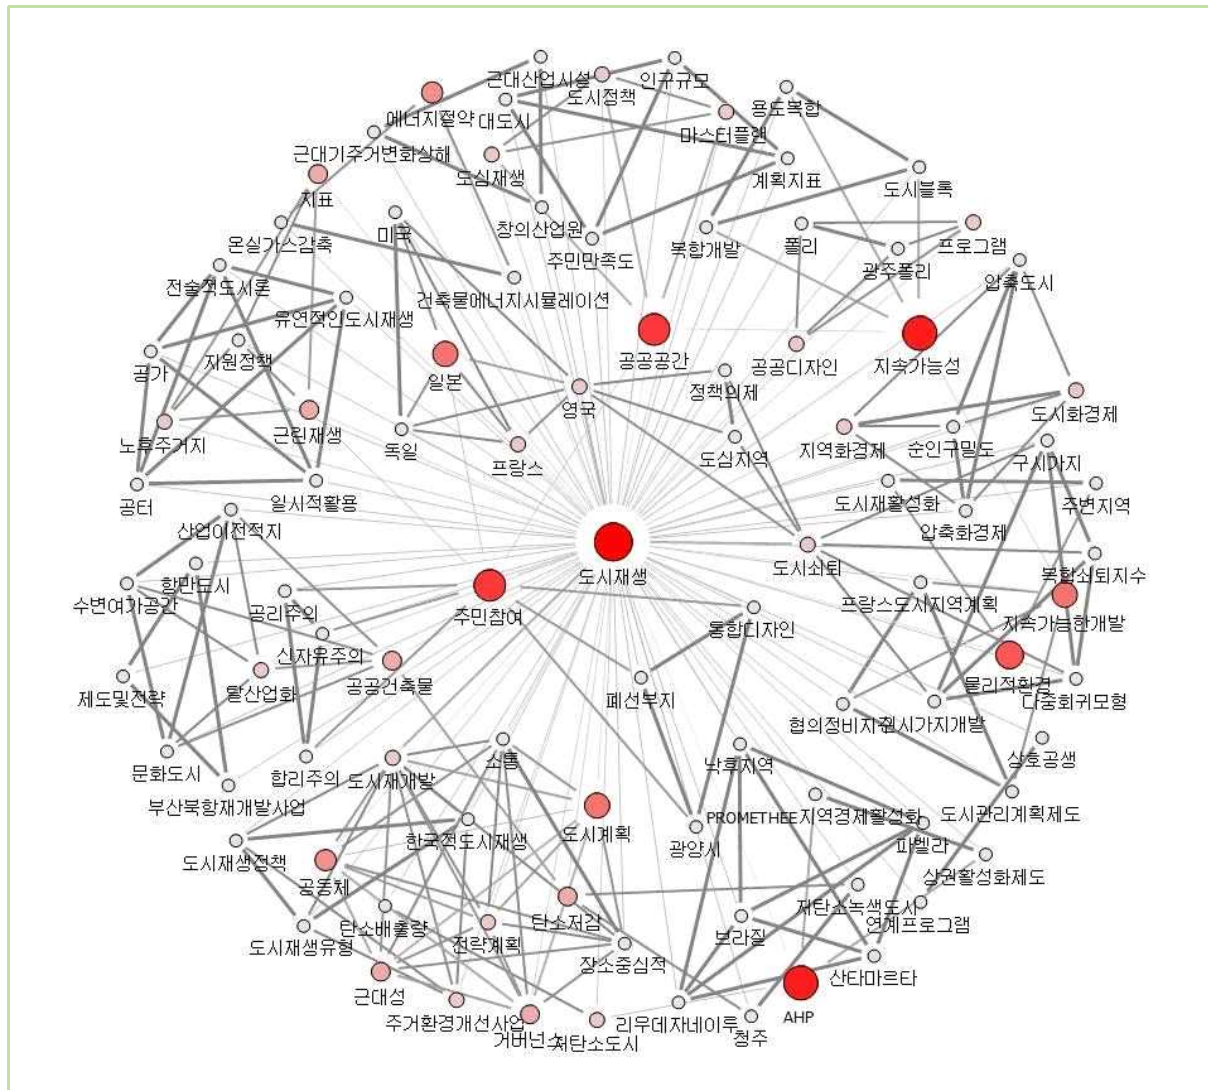 근대산업시설
인구규모
도시정책
에너지절약
대도시
용도복합
마스터플랜
근대기주거변화상해
도심재생
계획지표
도시블록
지표
미국
창의산업원
온실가스감축
주민만족도
복합개발
폴리
프로그램
광주폴리
전술적도시론
건축물에너지시뮬레이션
압축도시
유연적인도시재생
지원정책
공가
일본
공공공간
공공디자인
지속가능성
영국
정책의제
도시화경제
노후주거지
근린재생
독일
프랑스
도심지역
지역화경제
순인구밀도
구시가지
공터
일시적활용
도시재활성화
주변지역
산업이전적지
압축화경제
항만도시
도시재생
도시쇠퇴
복합쇠퇴지수
수변여가공간
공리주의
주민참여
프랑스도시지역계획
지속가능한개발
신자유주의
통합디자인
제도및전략
탈산업화
공공건축물
폐선부지
물리적환경
다중회귀모형
협의정비지구
원시가지개발
문화도시
합리주의
도시재개발
소통
낙후지역
상호공생
부산북항재개발사업
한국적도시재생
도시계획
PROMETHEE
지역경제활성화
도시관리계획제도
도시재생정책
광양시
파벨라
공동체
상권활성화제도
탄소배출량
탄소저감
저탄소녹색도시
연계프로그램
도시재생유형
전략계획
보라질
장소중심적
산타마르타
근대성
주거환경개선사업
거버넌스
저탄소도시
리우데자네이루
청주
AHP